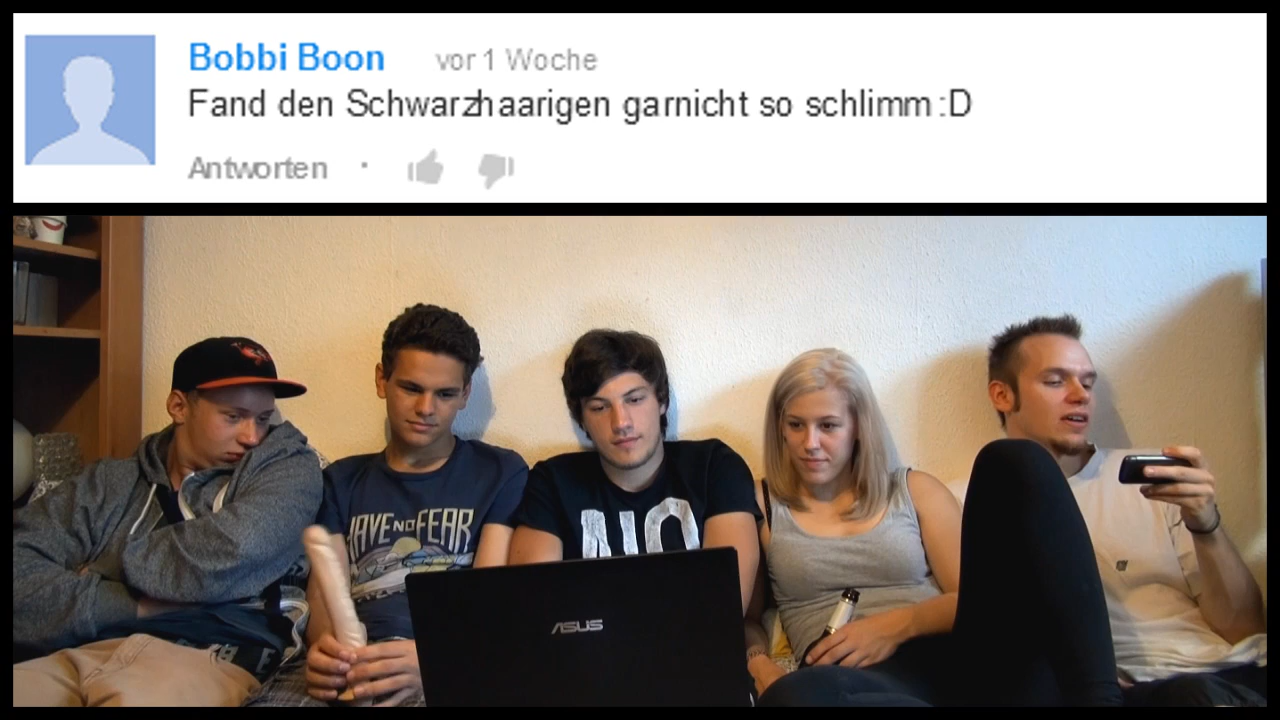 Bobbi Boon vor 1 Woche
Fand den Schwarzhaarigen garnicht so schlimm :D
Antworten ·
HAVE NO FEAR
NO
ASUS